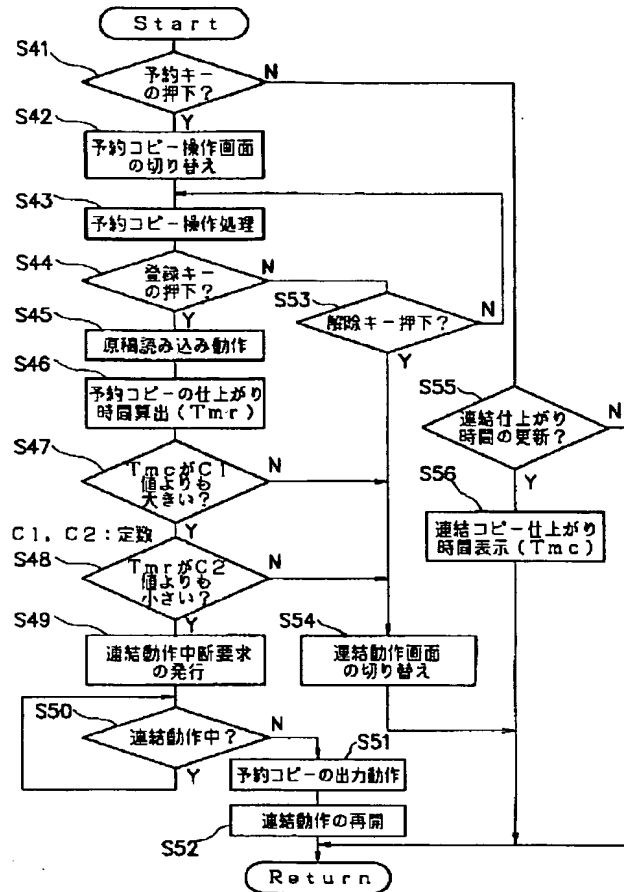 Start
S41
予約キー
の押下？
N
Y
S42
予約コピー操作画面
の切り替え
S43
予約コピー操作処理
S44
登録キー
の押下？
N
Y
S53
解除キー押下？
N
Y
S45
原稿読み込み動作
S46
予約コピーの仕上がり
時間算出（Tmr）
S55
連結仕上がり
時間の更新？
N
Y
S47
TmcがC1
値よりも
大きい？
N
Y
S56
連結コピー仕上がり
時間表示（Tmc）
C1，C2：定数
S48
TmrがC2
値よりも
小さい？
N
Y
S49
連結動作中断要求
の発行
S54
連結動作画面
の切り替え
S50
連結動作中？
N
Y
S51
予約コピーの出力動作
連結動作の再開
S52
Return